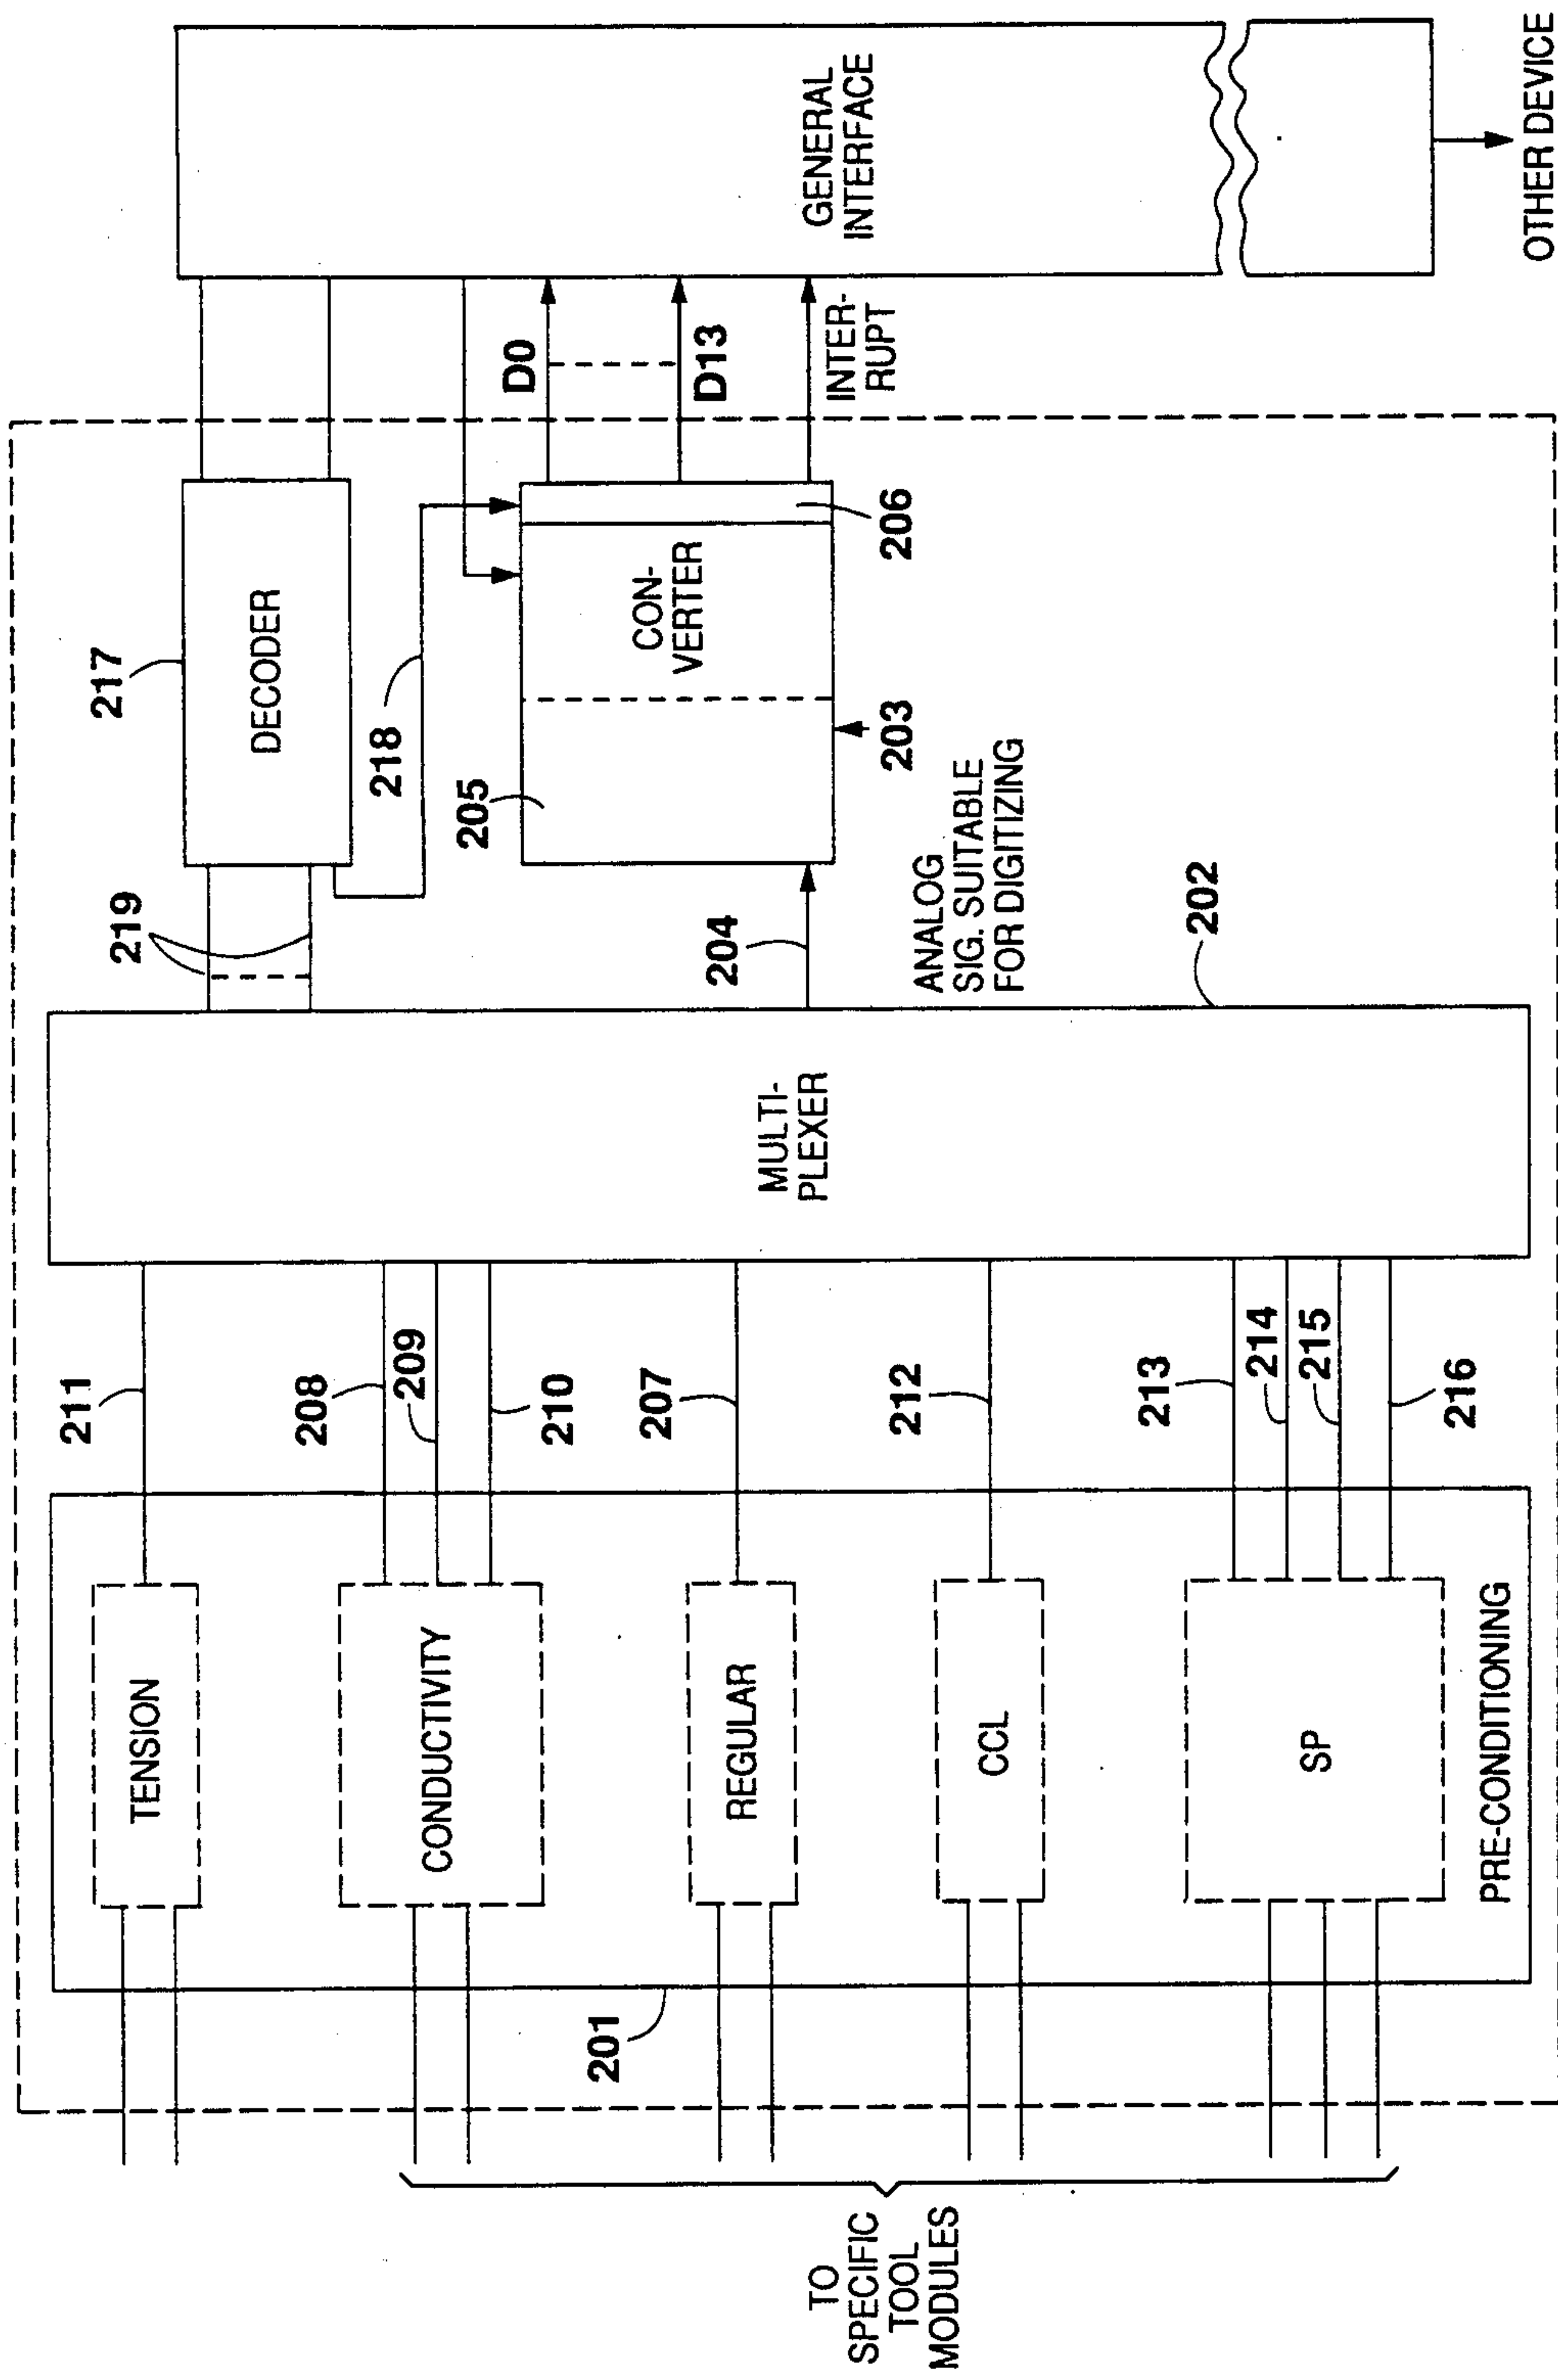 TO
SPECIFIC
TOOL
MODULES
201
TENSION
CONDUCTIVITY
REGULAR
CCL
SP
PRE-CONDITIONING
211
208
209
210
207
212
213
214
215
216
MULTI-
PLEXER
202
219
204
ANALOG
SIG. SUITABLE
FOR DIGITIZING
217
DECODER
218
205
CON-
VERTER
203
206
D0
D13
INTER-
RUPT
GENERAL
INTERFACE
OTHER DEVICE